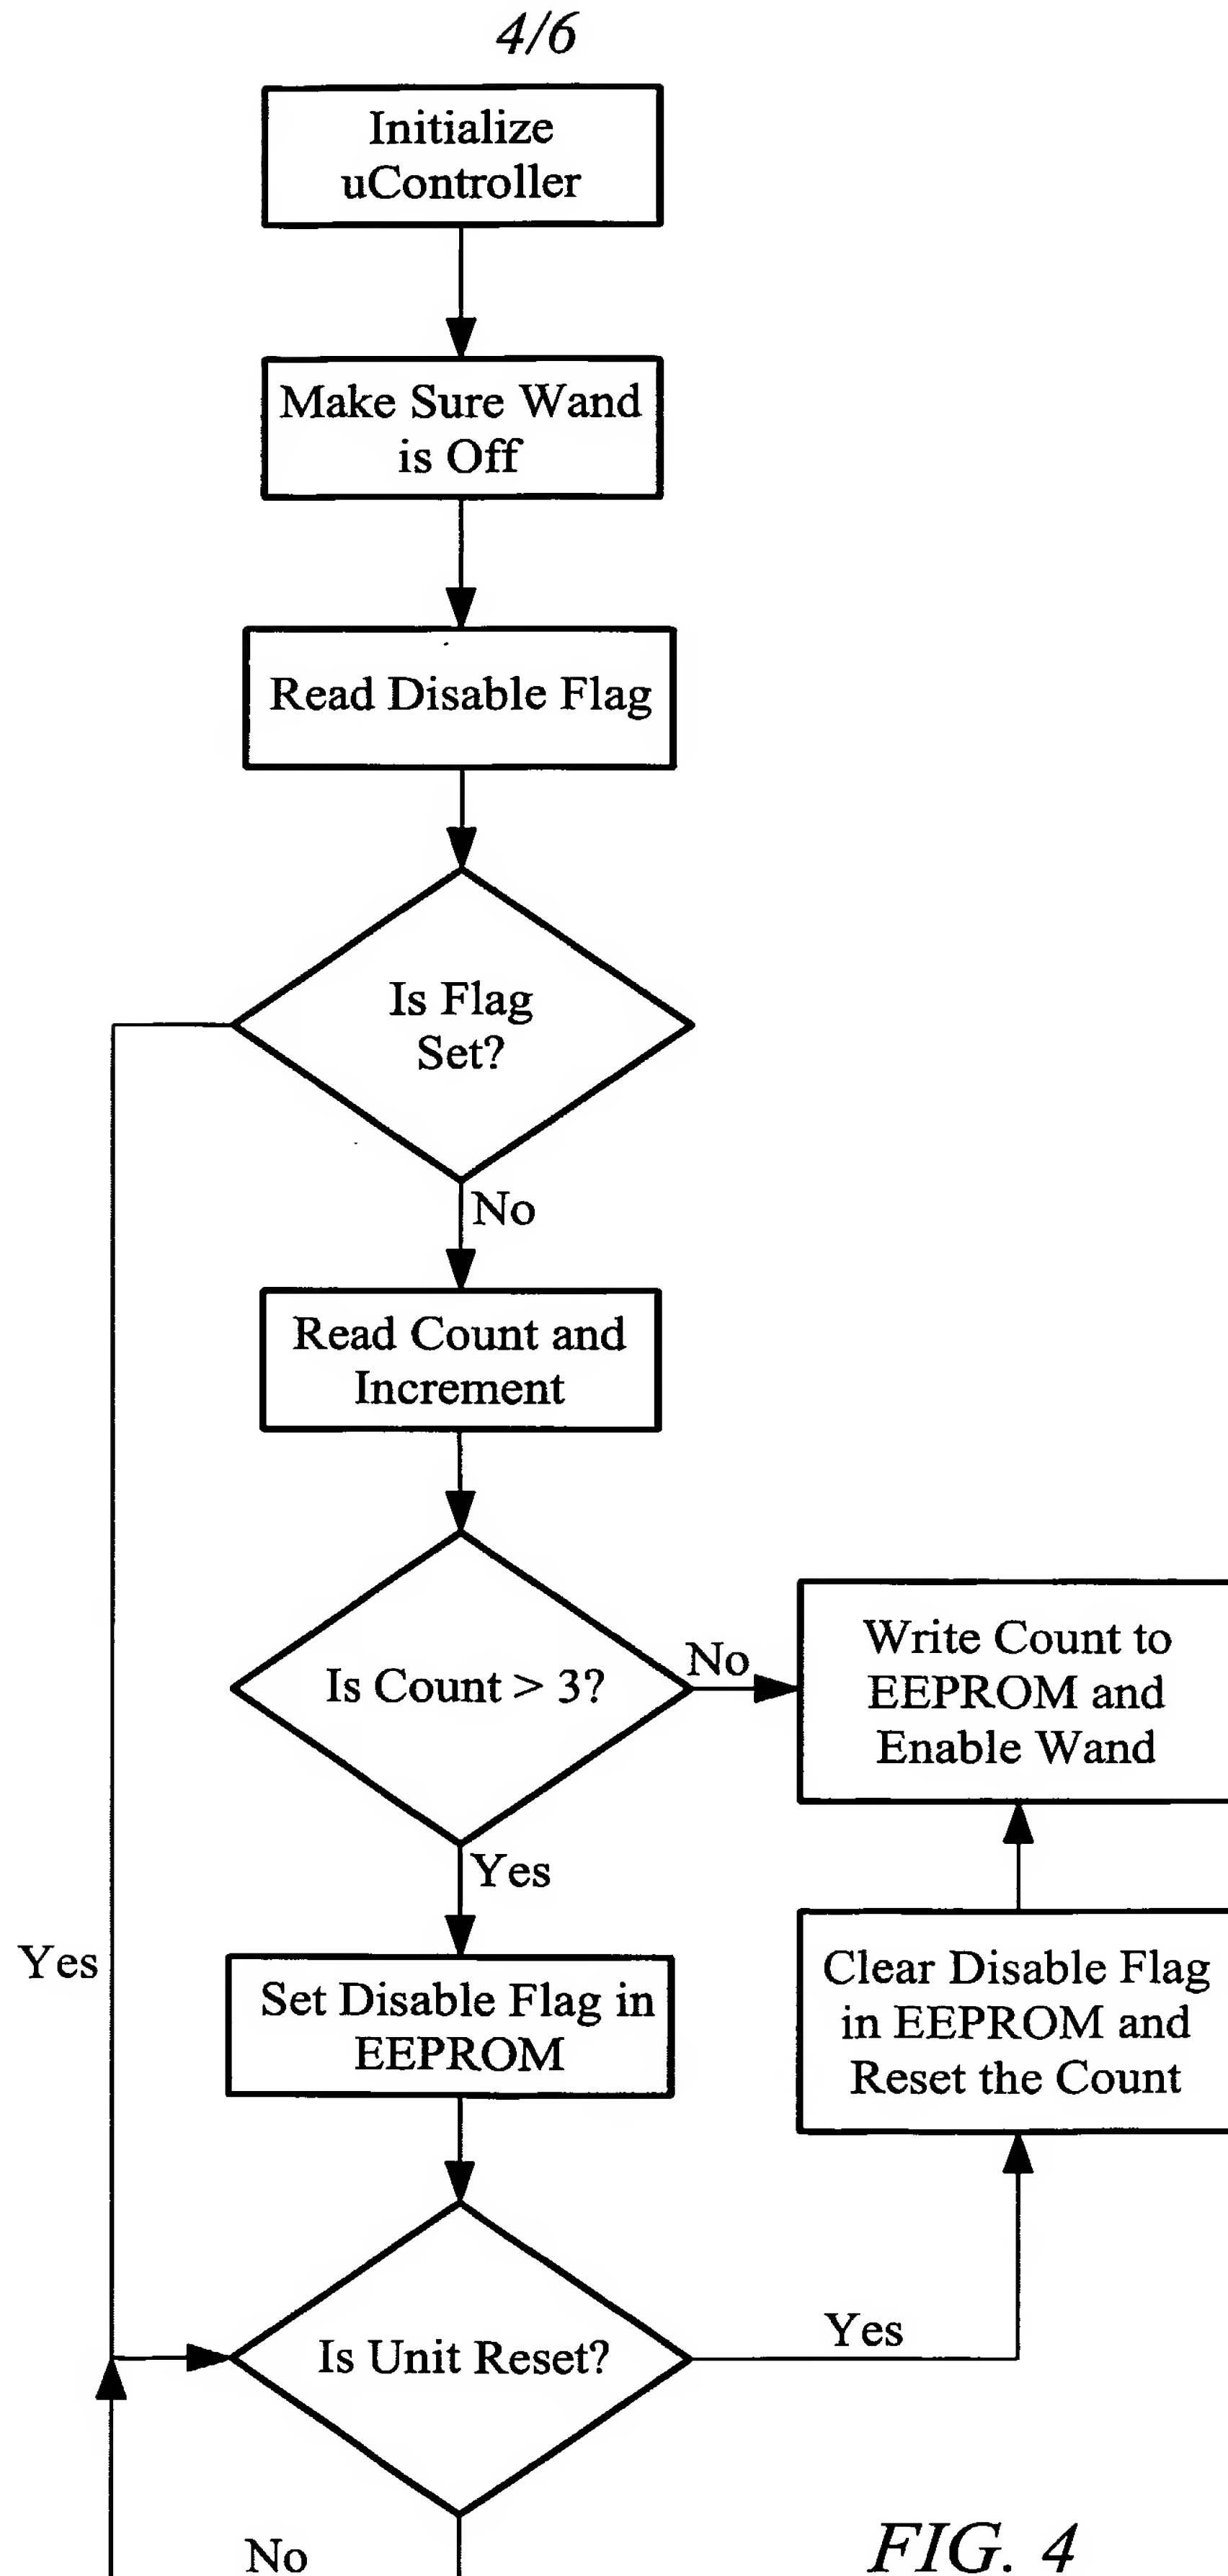 4/6
Initialize
uController
Make Sure Wand
is Off
Read Disable Flag
Is Flag
Set?
No
Read Count and
Increment
Is Count > 3?
No
Write Count to
EEPROM and
Enable Wand
Yes
Yes
Set Disable Flag in
EEPROM
Clear Disable Flag
in EEPROM and
Reset the Count
Is Unit Reset?
Yes
No
FIG. 4